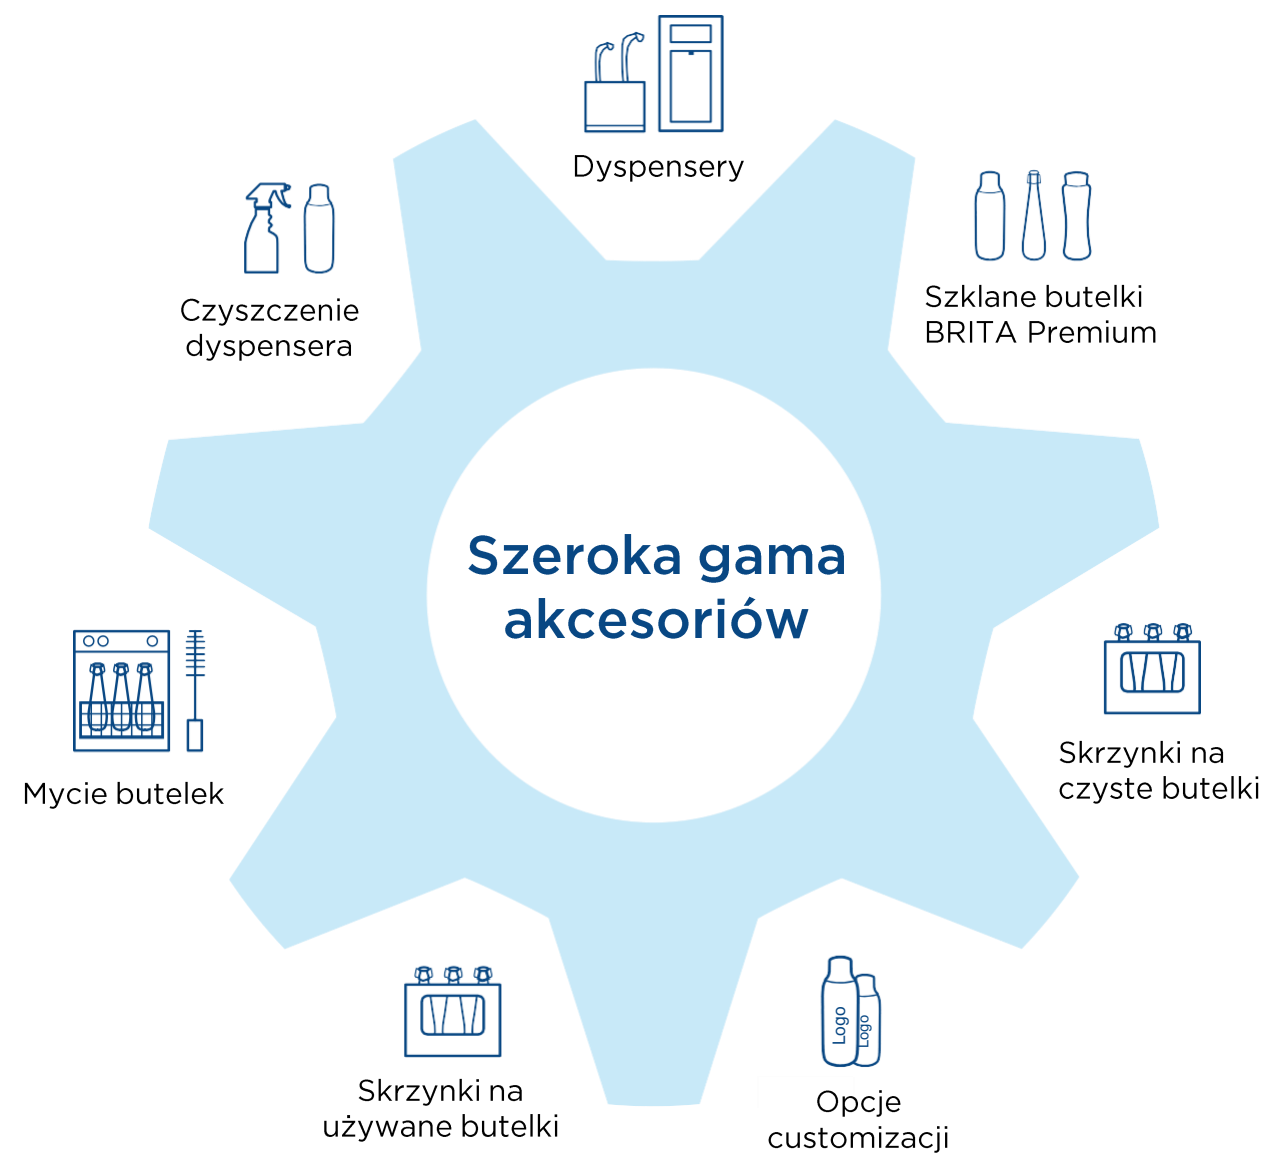 Dyspensery
Szklane butelki
BRITA Premium
Czyszczenie
dyspensera
Szeroka gama
akcesoriów
Skrzynki na
czyste butelki
Mycie butelek
Logo
Logo
Skrzynki na
używane butelki
Opcje
customizacji